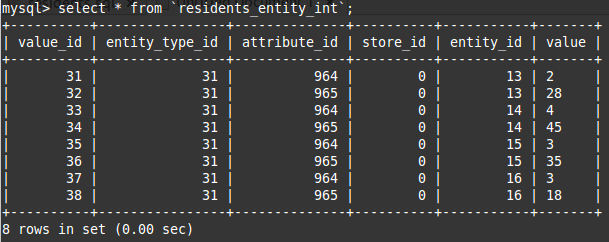 mysql> select * from `residents_entity_int`;
+----------+----------------+--------------+----------+-----------+-------+
| value_id | entity_type_id | attribute_id | store_id | entity_id | value |
+----------+----------------+--------------+----------+-----------+-------+
|       31 |             31 |          964 |        0 |        13 | 2     |
|       32 |             31 |          965 |        0 |        13 | 28    |
|       33 |             31 |          964 |        0 |        14 | 4     |
|       34 |             31 |          965 |        0 |        14 | 45    |
|       35 |             31 |          964 |        0 |        15 | 3     |
|       36 |             31 |          965 |        0 |        15 | 35    |
|       37 |             31 |          964 |        0 |        16 | 3     |
|       38 |             31 |          965 |        0 |        16 | 18    |
+----------+----------------+--------------+----------+-----------+-------+
8 rows in set (0.00 sec)